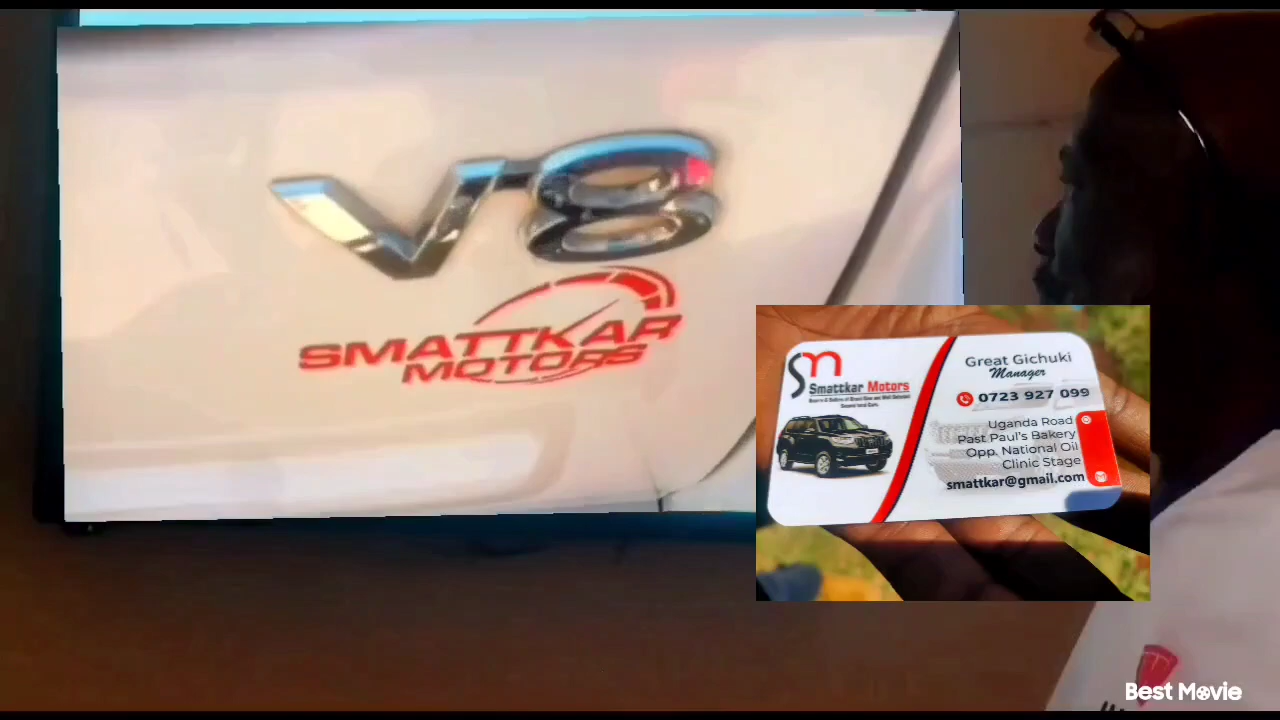 V8
SMATTKAR
MOTORS
sm
Smattkar Motors
Great Gichuki
Manager
0723 927 099
Uganda Road
Past Paul's Bakery
Opp. National Oil
Clinic Stage
smattkar@gmail.com
Best Movie